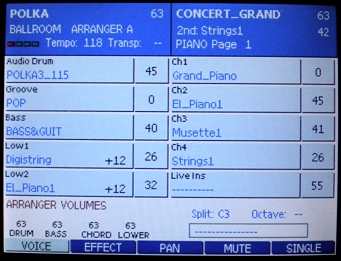 POLKA 63
BALLROOM ARRANGER A
Tempo: 118 Transp: --
CONCERT_GRAND 63
2nd: Strings1 42
PIANO Page 1
Audio Drum
POLKA3_115 45
Groove
POP 0
Bass
BASS&GUIT 40
Low1
Digistring +12 26
Low2
El_Piano1 +12 32
Ch1
Grand_Piano 0
Ch2
El_Piano1 45
Ch3
Musette1 41
Ch4
Strings1 26
Live Ins
---------- 55
ARRANGER VOLUMES
63 63 63 63
DRUM BASS CHORD LOWER
Split: C3 Octave: --
----------------
VOICE EFFECT PAN MUTE SINGLE